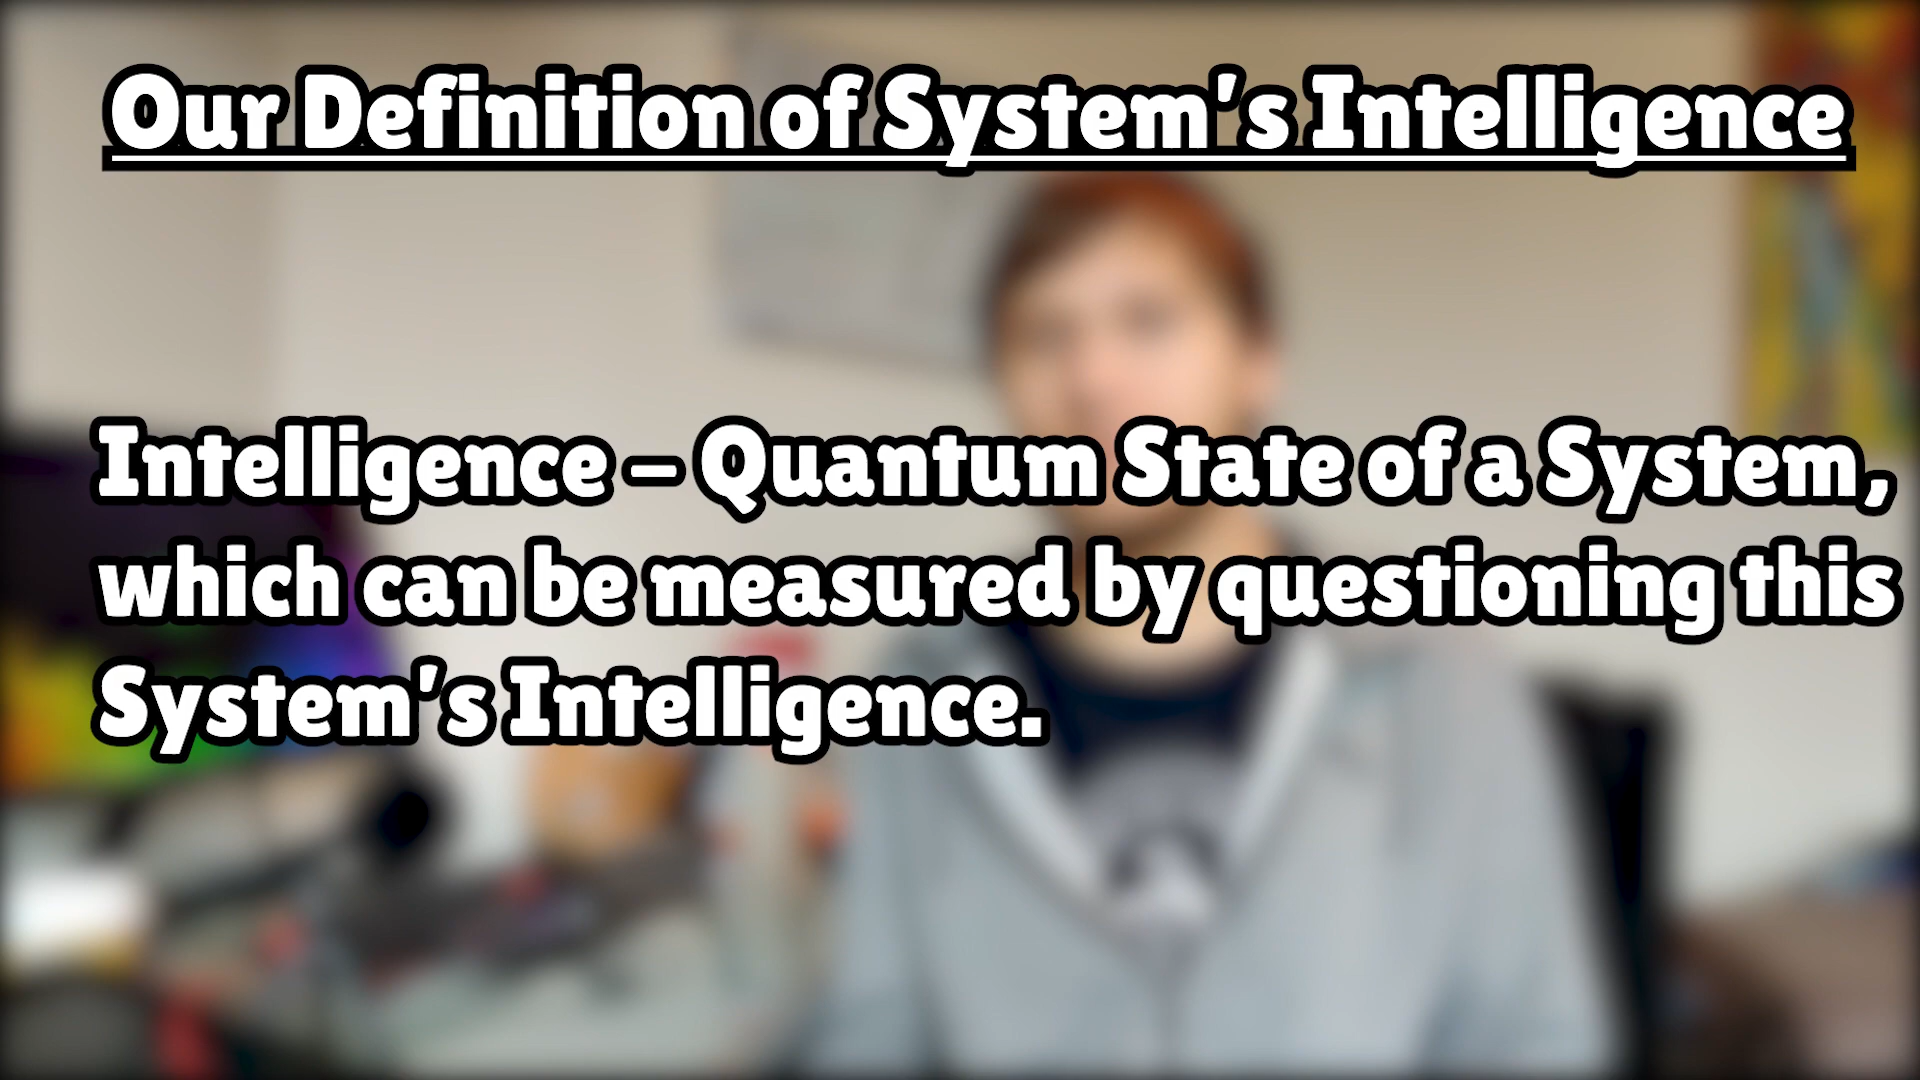 Our Definition of System's Intelligence
Intelligence – Quantum State of a System,
which can be measured by questioning this
System's Intelligence.